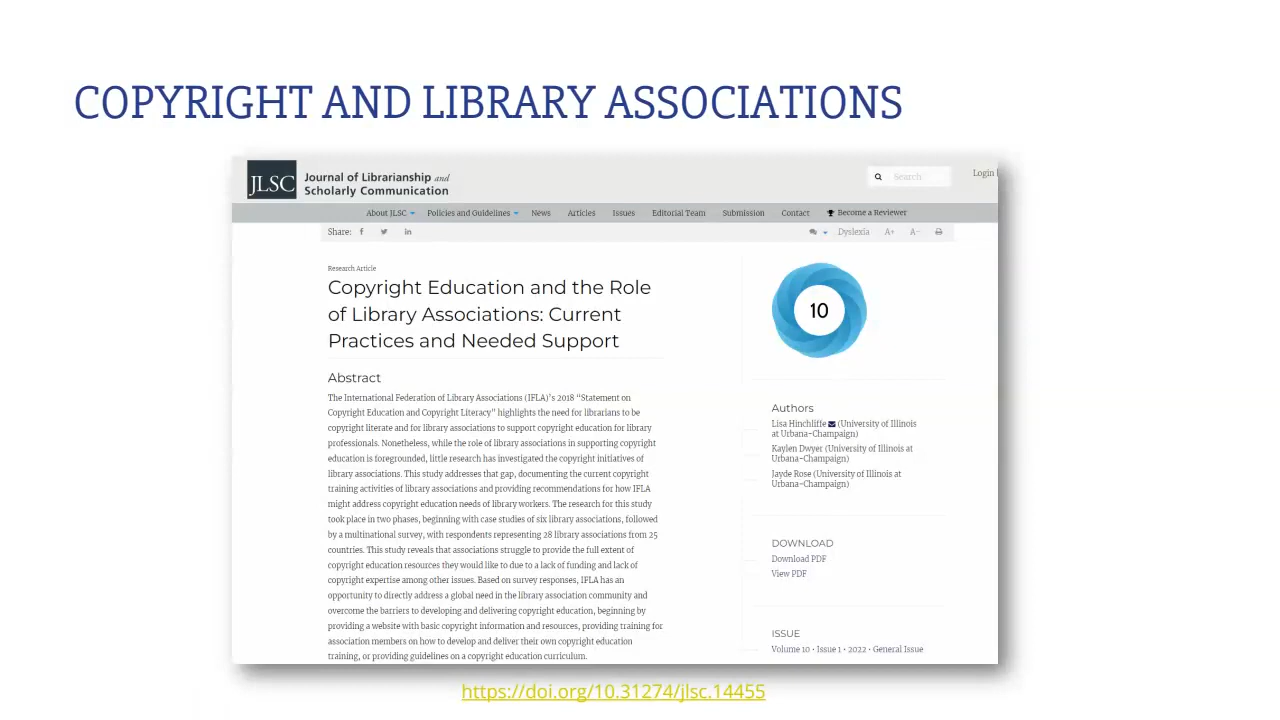 COPYRIGHT AND LIBRARY ASSOCIATIONS
JLSC
Journal of Librarianship and
Scholarly Communication
Search
Login
About JLSC
Policies and Guidelines
News
Articles
Issues
Editorial Team
Submission
Contact
Become a Reviewer
Share:
Dyslexia
A+
A-
Research Article
Copyright Education and the Role
of Library Associations: Current
Practices and Needed Support
Abstract
The International Federation of Library Associations (IFLA)'s 2018 “Statement on
Copyright Education and Copyright Literacy” highlights the need for librarians to be
copyright literate and for library associations to support copyright education for library
professionals. Nonetheless, while the role of library associations in supporting copyright
education is foregrounded, little research has investigated the copyright initiatives of
library associations. This study addresses that gap, documenting the current copyright
training activities of library associations and providing recommendations for how IFLA
might address copyright education needs of library workers. The research for this study
took place in two phases, beginning with case studies of six library associations, followed
by a multinational survey, with respondents representing 28 library associations from 25
countries. This study reveals that associations struggle to provide the full extent of
copyright education resources they would like to due to a lack of funding and lack of
copyright expertise among other issues. Based on survey responses, IFLA has an
opportunity to directly address a global need in the library association community and
overcome the barriers to developing and delivering copyright education, beginning by
providing a website with basic copyright information and resources, providing training for
association members on how to develop and deliver their own copyright education
training, or providing guidelines on a copyright education curriculum.
10
Authors
Lisa Hinchliffe (University of Illinois
at Urbana-Champaign)
Kaylen Dwyer (University of Illinois at
Urbana-Champaign)
Jayde Rose (University of Illinois at
Urbana-Champaign)
DOWNLOAD
Download PDF
View PDF
ISSUE
Volume 10 • Issue 1 • 2022 • General Issue
https://doi.org/10.31274/jlsc.14455